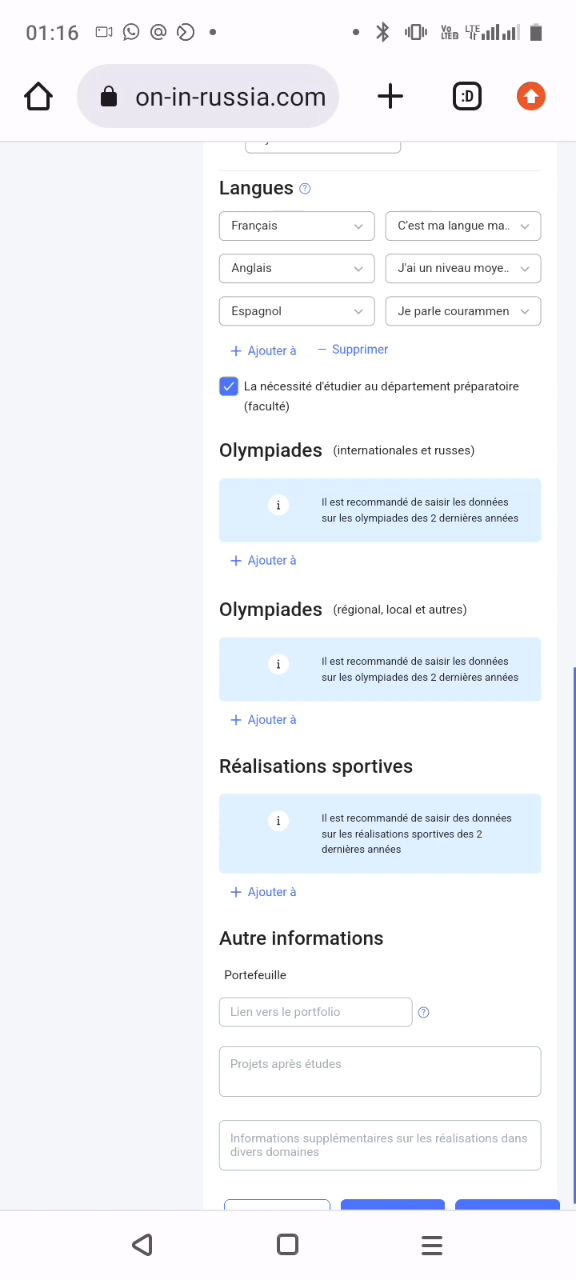 01:16
Vo LTE2 LTE
on-in-russia.com
:D
Langues ?
Français C'est ma langue ma..
Anglais J'ai un niveau moye..
Espagnol Je parle courammen
+ Ajouter à — Supprimer
La nécessité d'étudier au département préparatoire
(faculté)
Olympiades (internationales et russes)
i Il est recommandé de saisir les données
sur les olympiades des 2 dernières années
+ Ajouter à
Olympiades (régional, local et autres)
i Il est recommandé de saisir les données
sur les olympiades des 2 dernières années
+ Ajouter à
Réalisations sportives
i Il est recommandé de saisir des données
sur les réalisations sportives des 2
dernières années
+ Ajouter à
Autre informations
Portefeuille
Lien vers le portfolio ?
Projets après études
Informations supplémentaires sur les réalisations dans
divers domaines